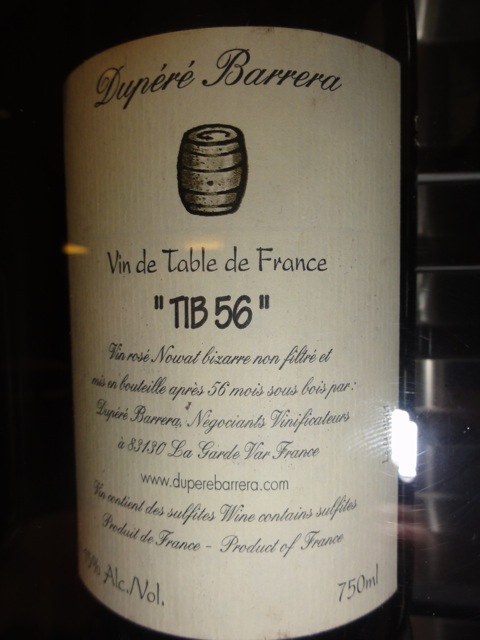 Dupéré Barrera
Vin de Table de France
"TIB 56"
Vin rosé Nowat bizarre non filtré et
mis en bouteille après 56 mois sous bois par:
Dupéré Barrera, Négociants Vinificateurs
à 83130 La Garde Var France
www.duperebarrera.com
Vin contient des sulfites Wine contains sulfites
Produit de France - Product of France
Alc./Vol.
750ml